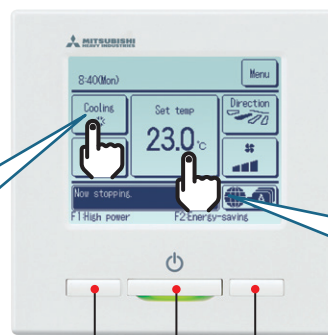 MITSUBISHI
HEAVY INDUSTRIES
8:40(Mon)
Menu
Cooling
Set temp
Direction
23.0℃
Now stopping.
A
F1:High power
F2:Energy-saving